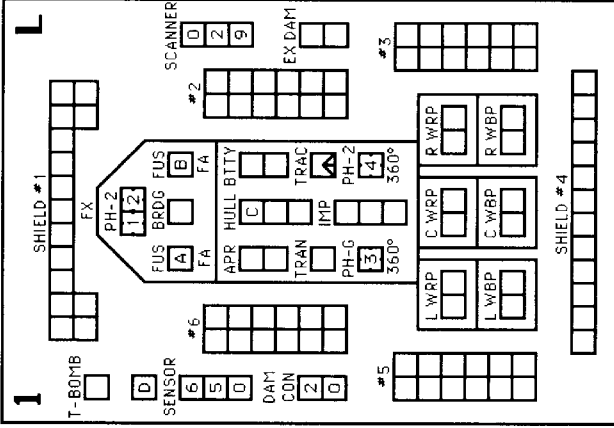 1 L
SHIELD #1
T-BOMB
D
SENSOR
6
5
0
DAM CON
2
0
SCANNER
0
2
9
EX DAM
#6
#2
FX
PH-2
1 2
FUS BRDG FUS
A B
FA FA
APR HULL BTTY
C
TRAN IMP TRAC
PH-G PH-2
3 4
360° 360°
#5
#3
L WRP C WRP R WRP
L WBP C WBP R WBP
SHIELD #4